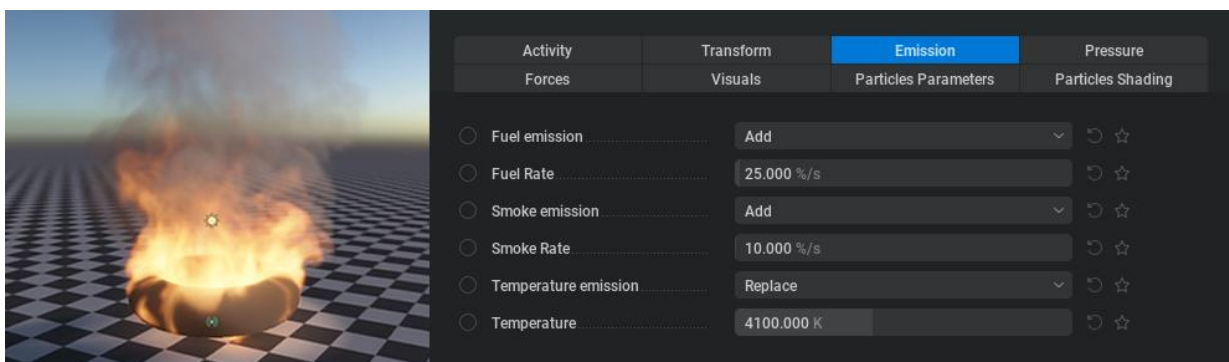 Activity Transform Emission Pressure
Forces Visuals Particles Parameters Particles Shading
Fuel emission Add
Fuel Rate 25.000 %/s
Smoke emission Add
Smoke Rate 10.000 %/s
Temperature emission Replace
Temperature 4100.000 K